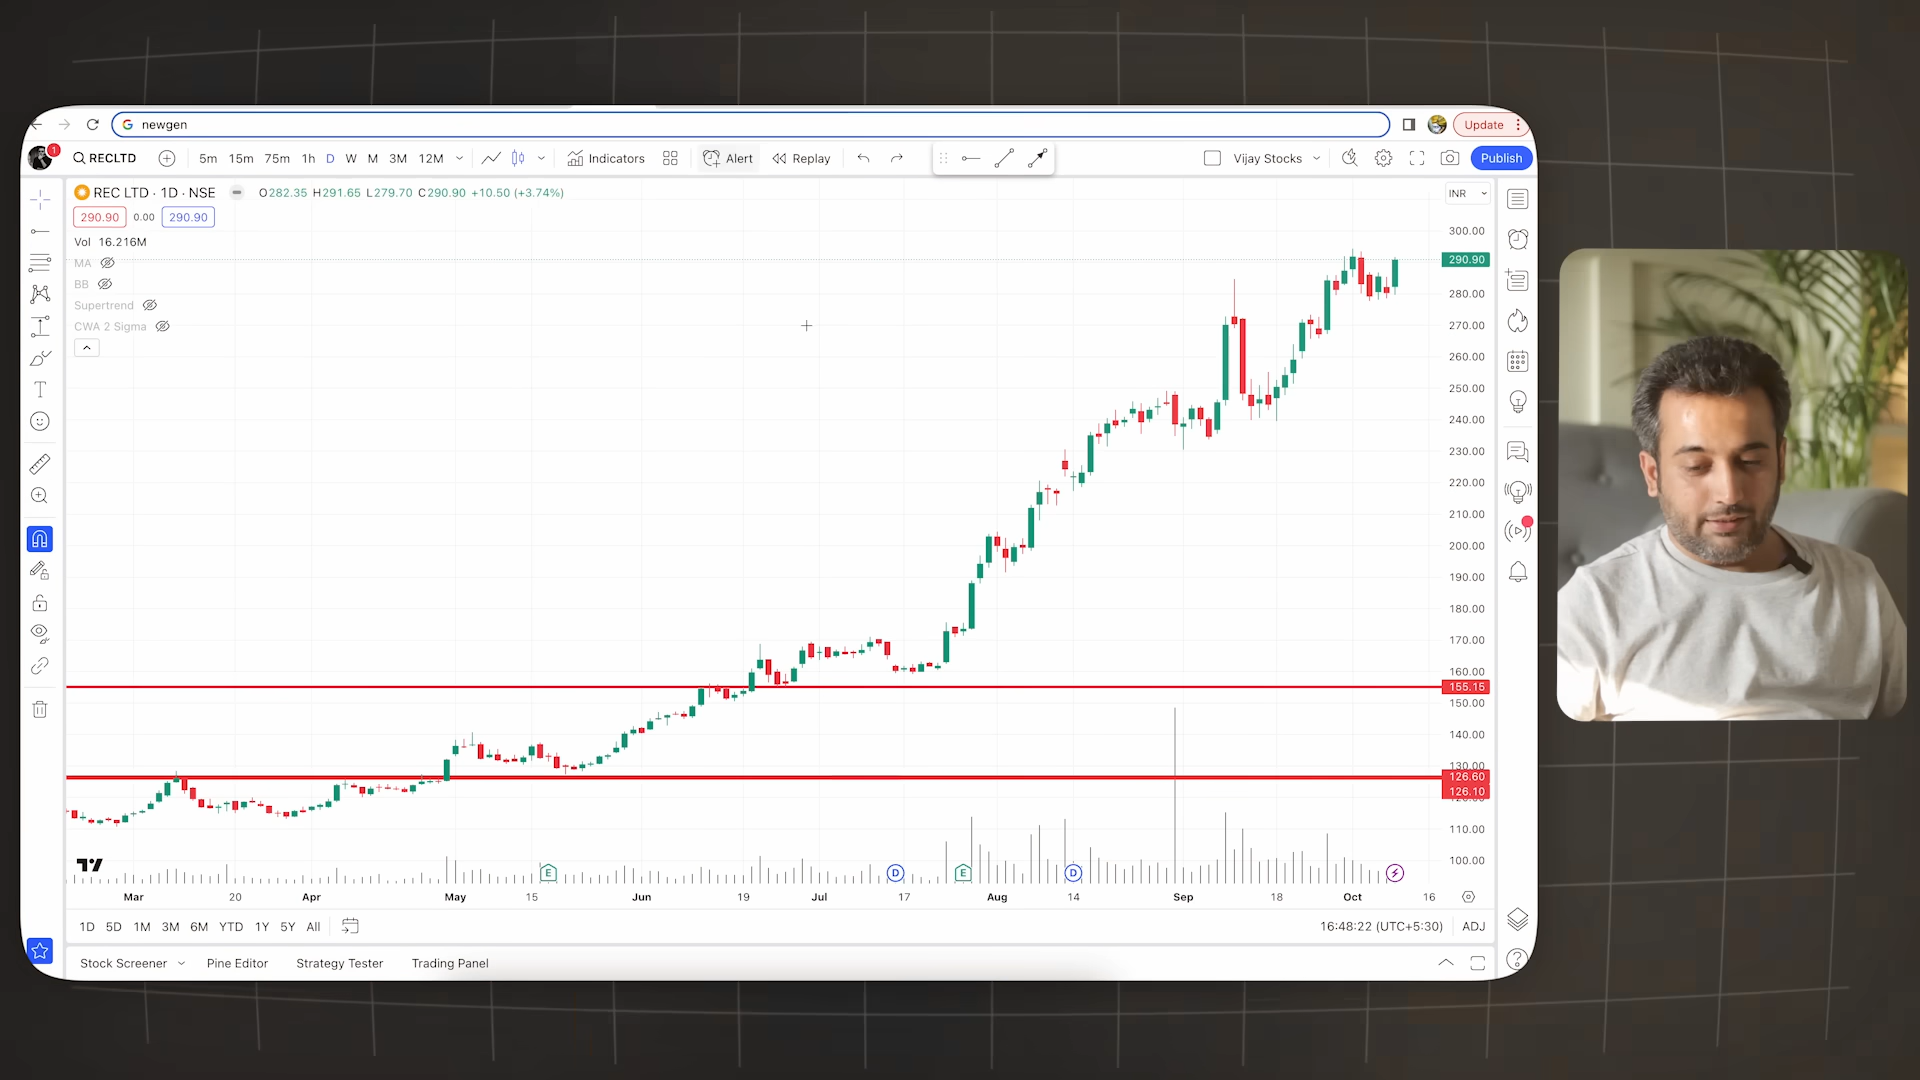 newgen
Update
1
RECLTD
5m 15m 75m 1h D W M 3M 12M
Indicators
Alert
Replay
Vijay Stocks
Publish
REC LTD · 1D · NSE
O282.35 H291.65 L279.70 C290.90 +10.50 (+3.74%)
INR
290.90 0.00 290.90
Vol 16.216M
MA
BB
Supertrend
CWA 2 Sigma
300.00
290.90
280.00
270.00
260.00
250.00
240.00
230.00
220.00
210.00
200.00
190.00
180.00
170.00
160.00
155.15
150.00
140.00
130.00
126.60
126.10
110.00
100.00
E D E D
Mar 20 Apr May 15 Jun 19 Jul 17 Aug 14 Sep 18 Oct 16
1D 5D 1M 3M 6M YTD 1Y 5Y All
16:48:22 (UTC+5:30) ADJ
Stock Screener Pine Editor Strategy Tester Trading Panel